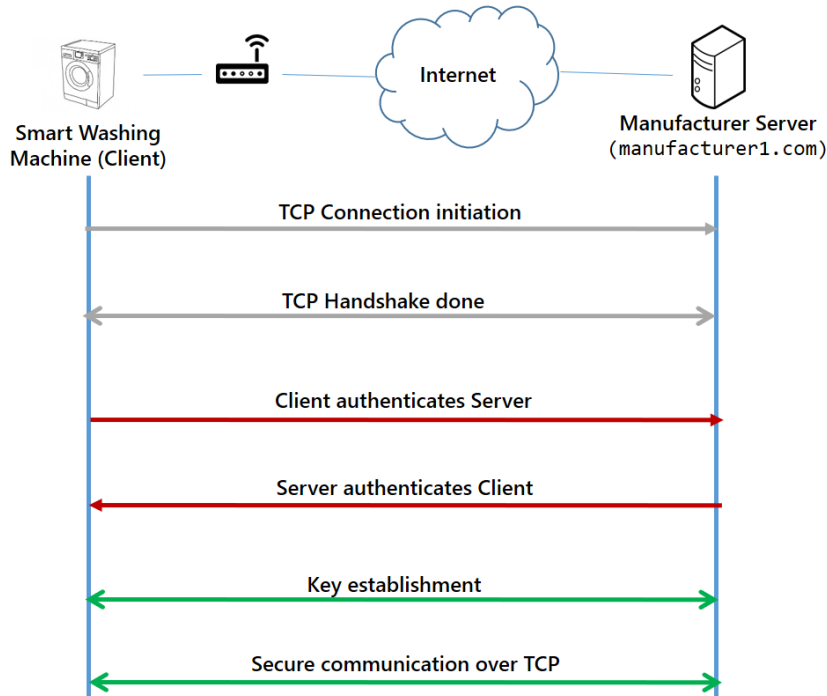 Internet
Smart Washing
Machine (Client)
Manufacturer Server
(manufacturer1.com)
TCP Connection initiation
TCP Handshake done
Client authenticates Server
Server authenticates Client
Key establishment
Secure communication over TCP